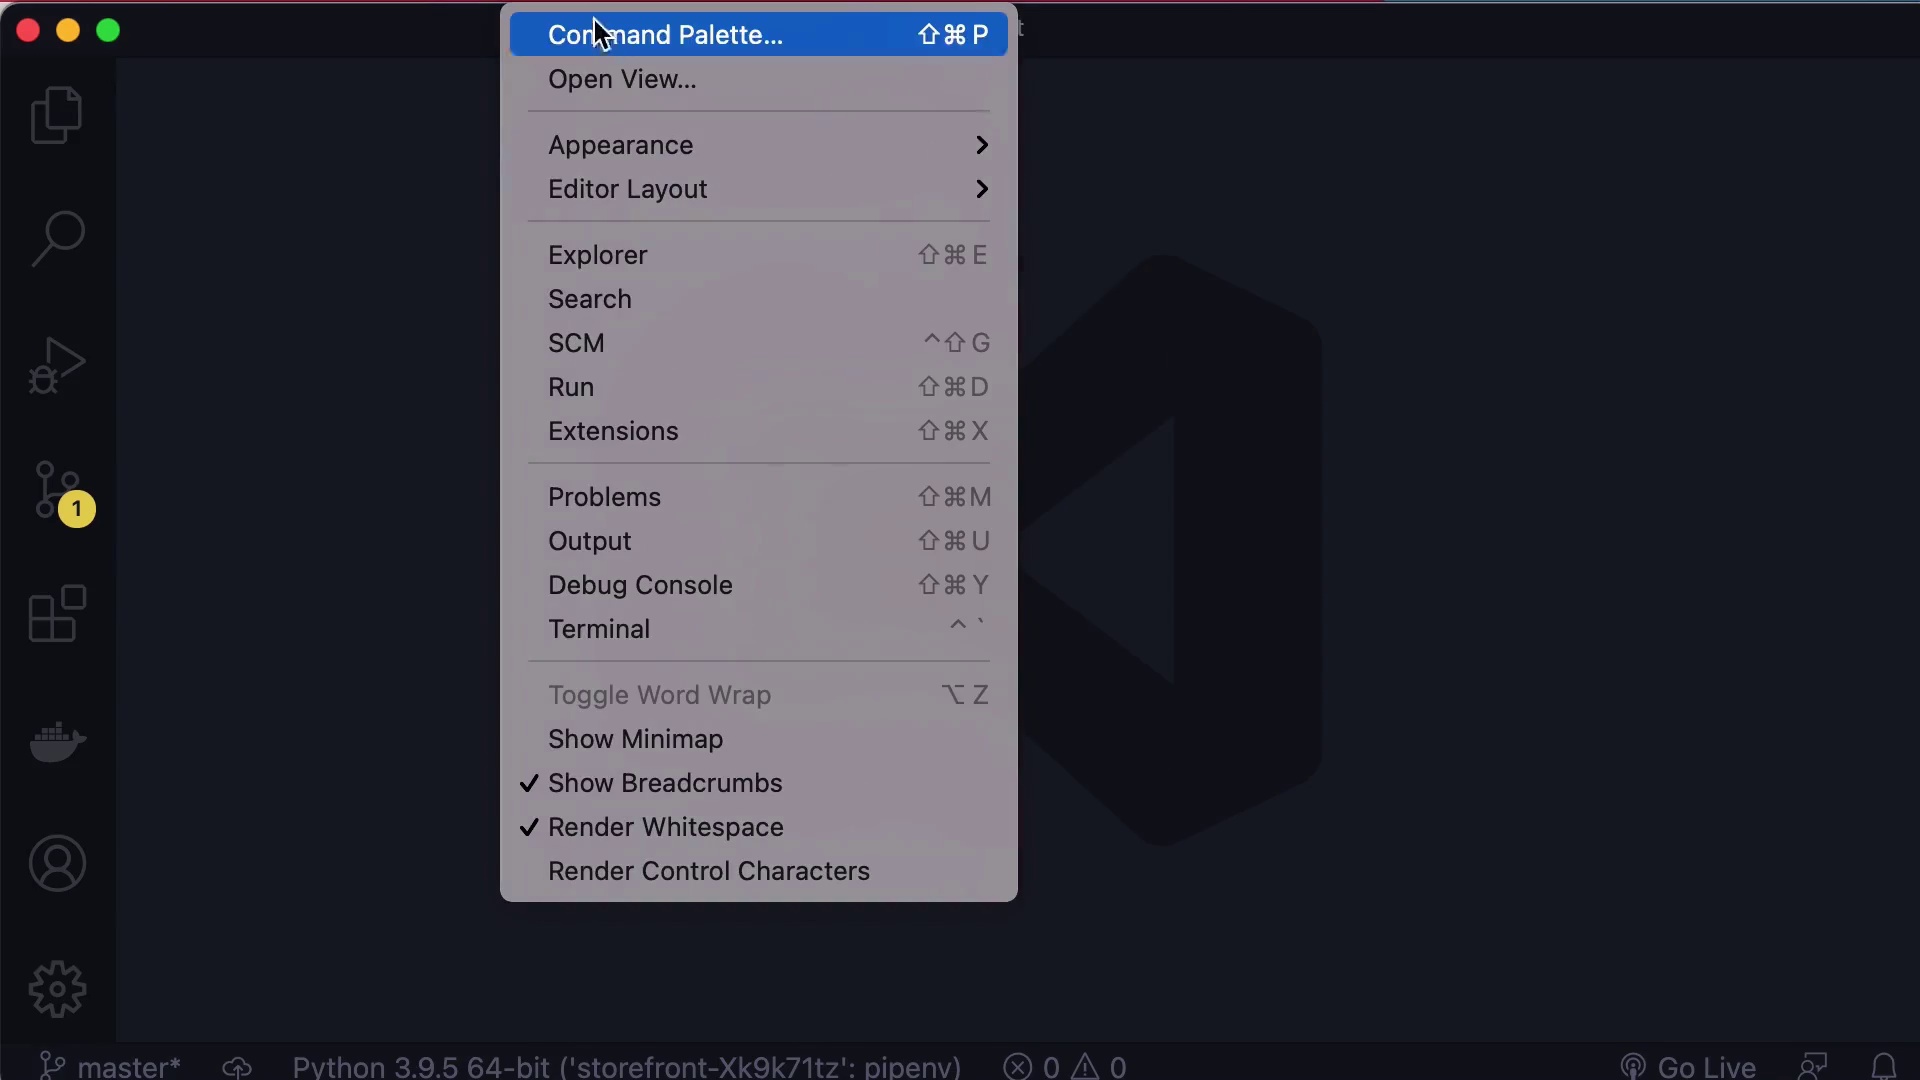 Command Palette... ⇧⌘P
Open View...
Appearance
Editor Layout
Explorer ⇧⌘E
Search
SCM ^⇧G
Run ⇧⌘D
Extensions ⇧⌘X
Problems ⇧⌘M
Output ⇧⌘U
Debug Console ⇧⌘Y
Terminal ^`
Toggle Word Wrap ⌥Z
Show Minimap
✓ Show Breadcrumbs
✓ Render Whitespace
Render Control Characters
1
master* Python 3.9.5 64-bit ('storefront-Xk9k71tz': pipenv) 0 0 Go Live